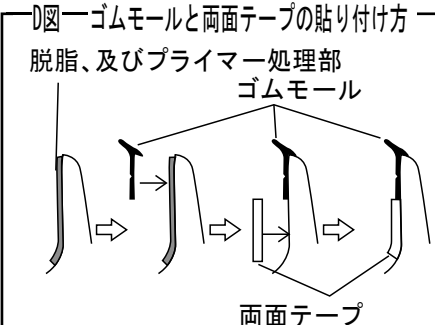 D図 ゴムモールと両面テープの貼り付け方
脱脂、及びプライマー処理部
ゴムモール
両面テープ